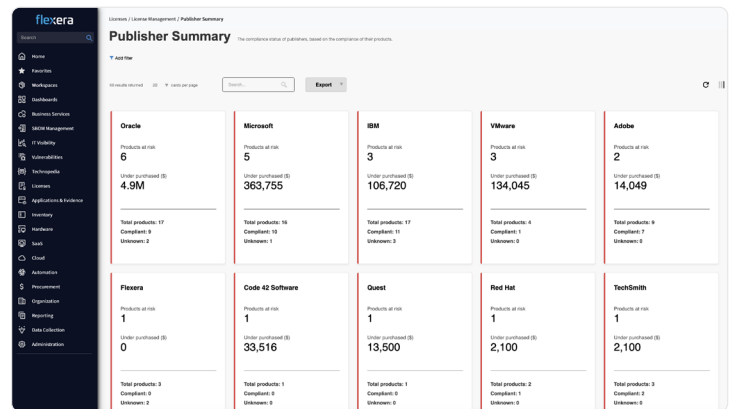 flexera
Search
Home
Favorites
Workspaces
Dashboards
Business Services
SBOM Management
IT Visibility
Vulnerabilities
Technopedia
Licenses
Applications & Evidence
Inventory
Hardware
SaaS
Cloud
Automation
Procurement
Organization
Reporting
Data Collection
Administration
Licenses / License Management / Publisher Summary
Publisher Summary The compliance status of publishers, based on the compliance of their products.
Add filter
results returned 20 cards per page Search... Export
Oracle
Products at risk
6
Under purchased ($)
4.9M
Total products: 17
Compliant: 9
Unknown: 2
Microsoft
Products at risk
5
Under purchased ($)
363,755
Total products: 16
Compliant: 10
Unknown: 1
IBM
Products at risk
3
Under purchased ($)
106,720
Total products: 17
Compliant: 11
Unknown: 3
VMware
Products at risk
3
Under purchased ($)
134,045
Total products: 4
Compliant: 1
Unknown: 0
Adobe
Products at risk
2
Under purchased ($)
14,049
Total products: 9
Compliant: 7
Unknown: 0
Flexera
Products at risk
1
Under purchased ($)
0
Total products: 3
Compliant: 0
Unknown: 2
Code 42 Software
Products at risk
1
Under purchased ($)
33,516
Total products: 1
Compliant: 0
Unknown: 0
Quest
Products at risk
1
Under purchased ($)
13,500
Total products: 1
Compliant: 0
Unknown: 0
Red Hat
Products at risk
1
Under purchased ($)
2,100
Total products: 2
Compliant: 1
Unknown: 0
TechSmith
Products at risk
1
Under purchased ($)
2,100
Total products: 3
Compliant: 2
Unknown: 0